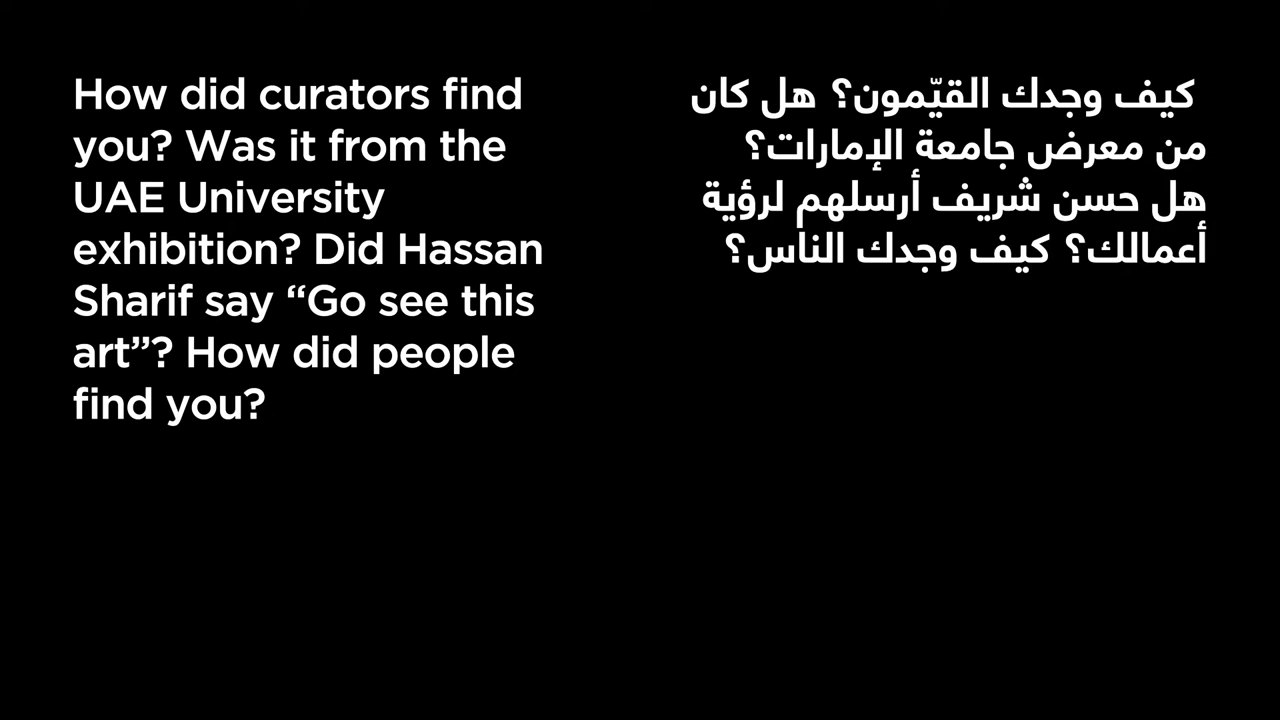 How did curators find
you? Was it from the
UAE University
exhibition? Did Hassan
Sharif say “Go see this
art”? How did people
find you?
كيف وجدك القيّمون؟ هل كان
من معرض جامعة الإمارات؟
هل حسن شريف أرسلهم لرؤية
أعمالك؟ كيف وجدك الناس؟